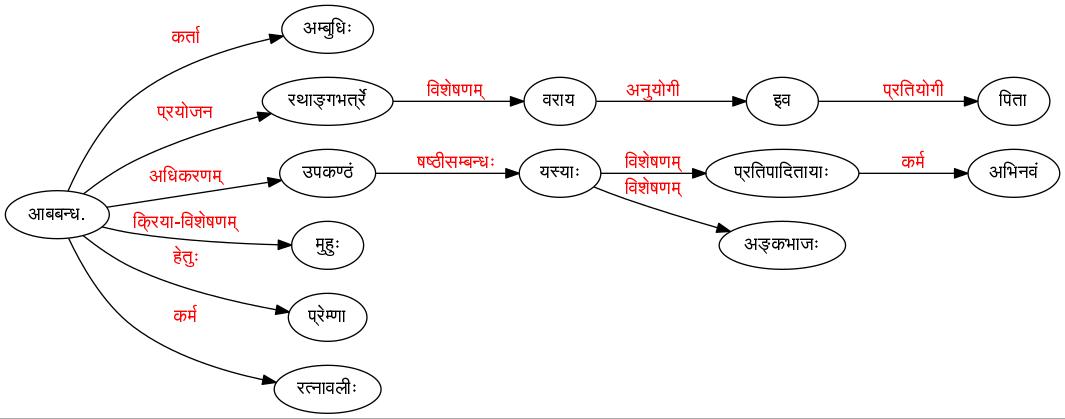 कर्ता
अम्बुधिः
प्रयोजन
रथाङ्गभर्त्रे
विशेषणम्
वराय
अनुयोगी
इव
प्रतियोगी
पिता
अधिकरणम्
उपकण्ठं
षष्ठीसम्बन्धः
यस्याः
विशेषणम्
प्रतिपादितायाः
कर्म
अभिनवं
विशेषणम्
आबबन्ध.
क्रिया-विशेषणम्
मुहुः
अङ्कभाजः
हेतुः
प्रेम्णा
कर्म
रत्नावलीः